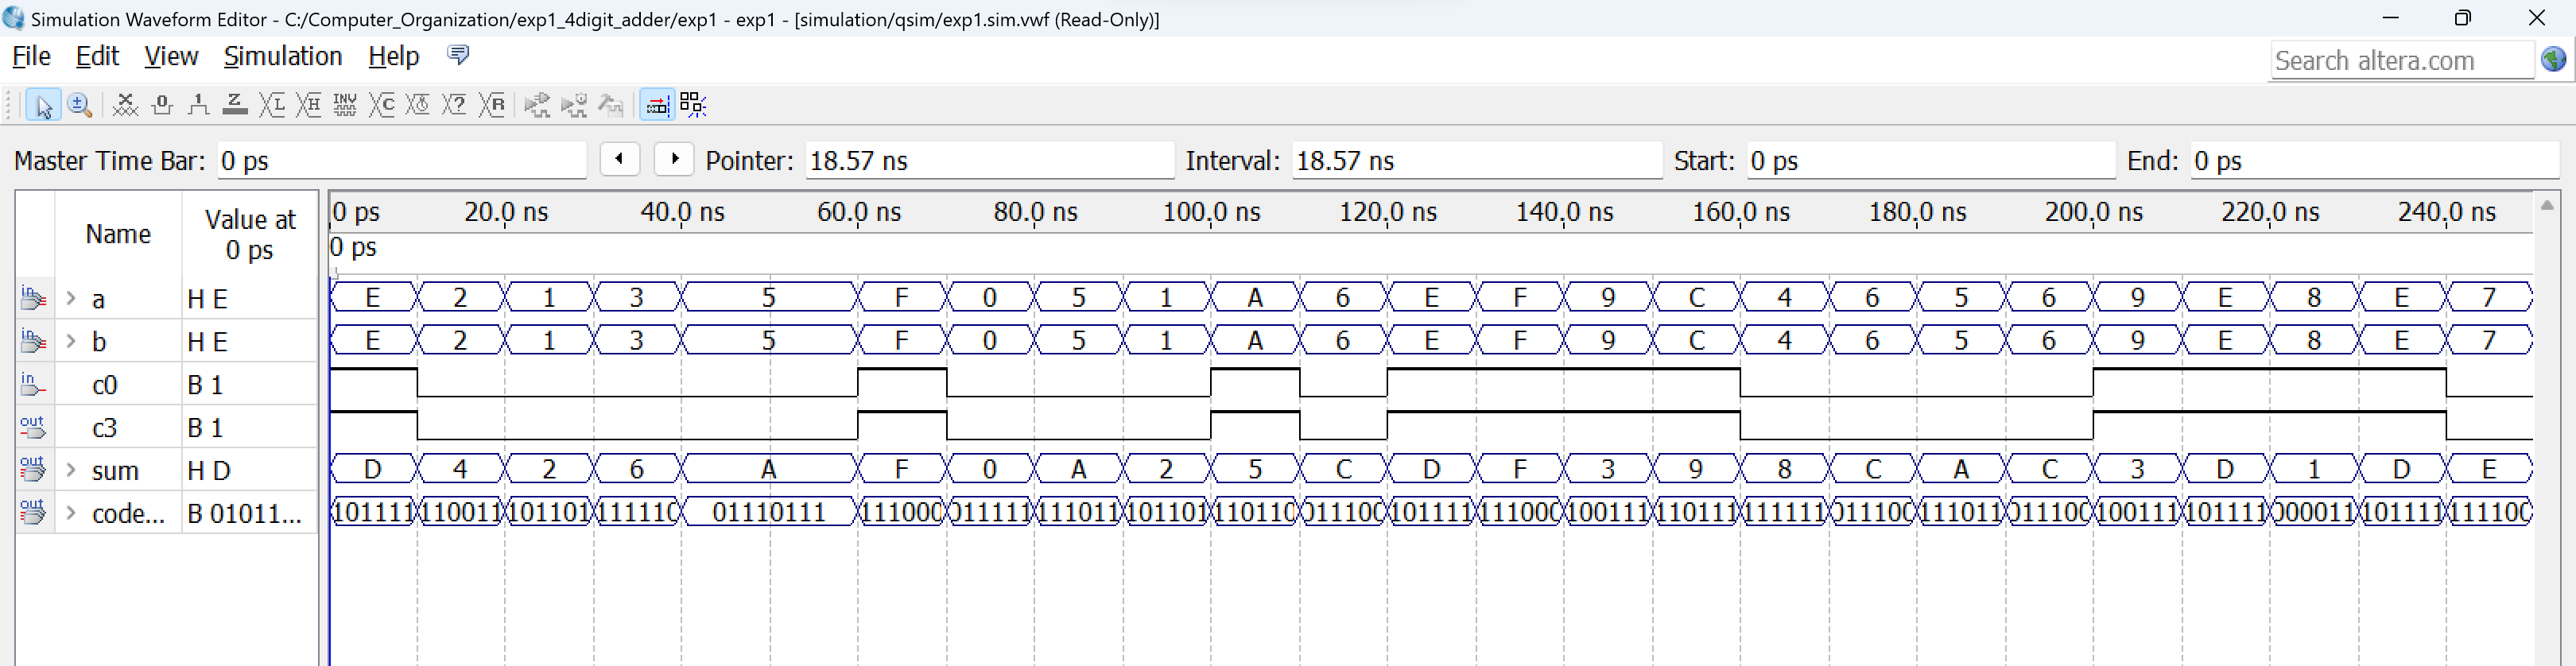 Simulation Waveform Editor - C:/Computer_Organization/exp1_4digit_adder/exp1 - exp1 - [simulation/qsim/exp1.sim.vwf (Read-Only)]
File Edit View Simulation Help
Search altera.com
Master Time Bar: 0 ps Pointer: 18.57 ns Interval: 18.57 ns Start: 0 ps End: 0 ps
Name Value at 0 ps
0 ps 20.0 ns 40.0 ns 60.0 ns 80.0 ns 100.0 ns 120.0 ns 140.0 ns 160.0 ns 180.0 ns 200.0 ns 220.0 ns 240.0 ns
0 ps
in a H E E 2 1 3 5 F 0 5 1 A 6 E F 9 C 4 6 5 6 9 E 8 E 7
in b H E E 2 1 3 5 F 0 5 1 A 6 E F 9 C 4 6 5 6 9 E 8 E 7
in c0 B 1
out c3 B 1
out sum H D D 4 2 6 A F 0 A 2 5 C D F 3 9 8 C A C 3 D 1 D E
out code... B 01011... 101111 110011 101101 111110 01110111 111000 011111 111011 101101 110110 011100 101111 111000 100111 110111 111111 011100 111011 011100 100111 101111 000011 101111 111100